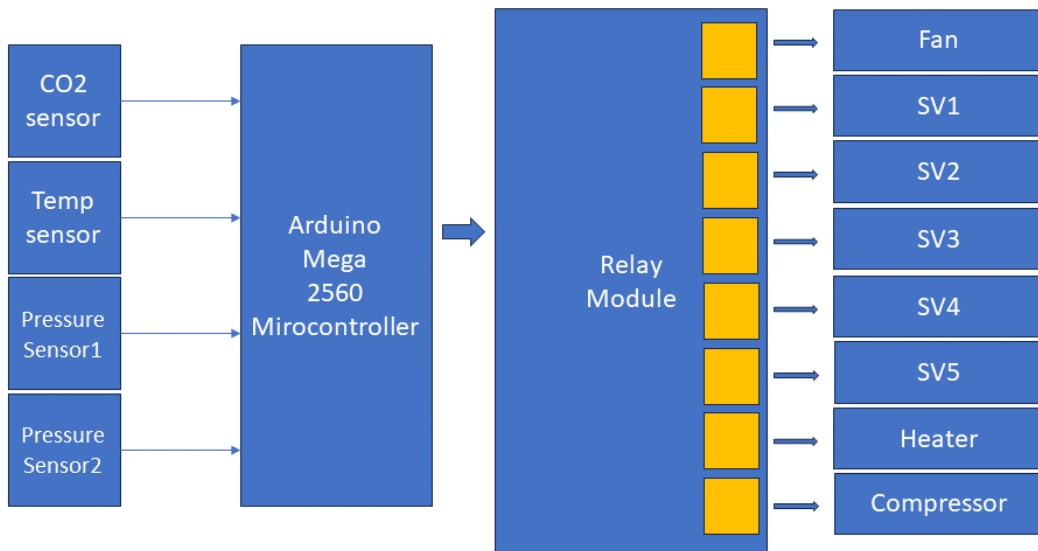 CO2
sensor
Temp
sensor
Pressure
Sensor1
Pressure
Sensor2
Arduino
Mega
2560
Mirocontroller
Relay
Module
Fan
SV1
SV2
SV3
SV4
SV5
Heater
Compressor